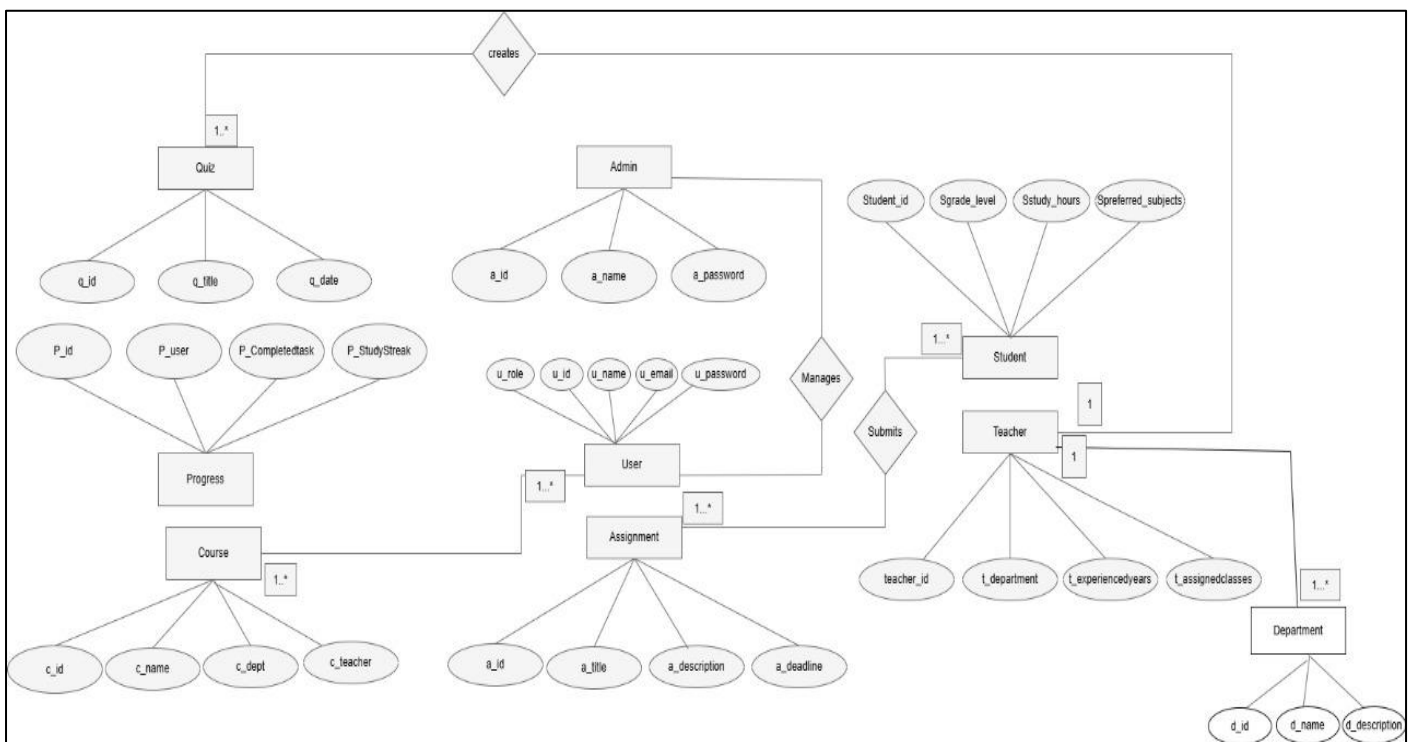 creates
1..*
Quiz
Admin
Student_id Sgrade_level Sstudy_hours Spreferred_subjects
q_id q_title q_date
a_id a_name a_password
1...*
Student
P_id P_user P_Completedtask P_StudyStreak
u_role u_id u_name u_email u_password
Manages
1
Submits
Teacher
1
Progress
User
1...*
1...*
Course
Assignment
1..*
teacher_id t_department t_experiencedyears t_assignedclasses
1...*
Department
c_id c_name c_dept c_teacher
a_id a_title a_description a_deadline
d_id d_name d_description